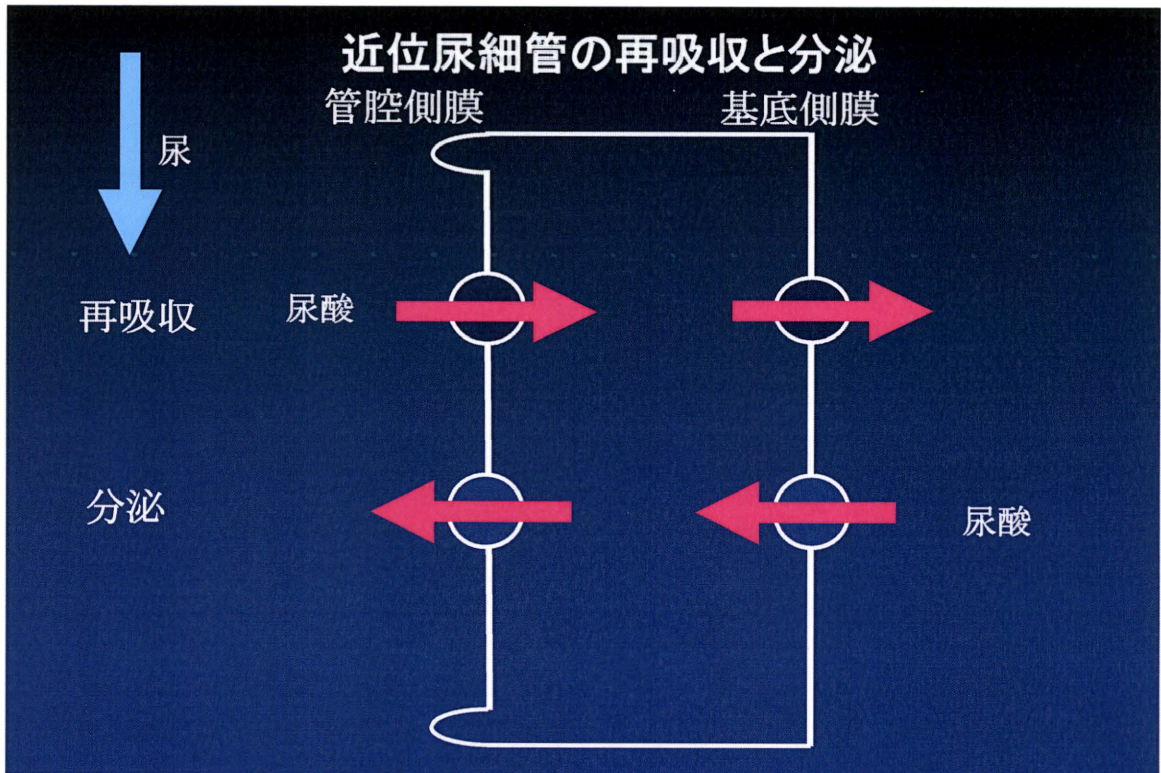 近位尿細管の再吸収と分泌
管腔側膜
基底側膜
尿
再吸収
尿酸
分泌
尿酸